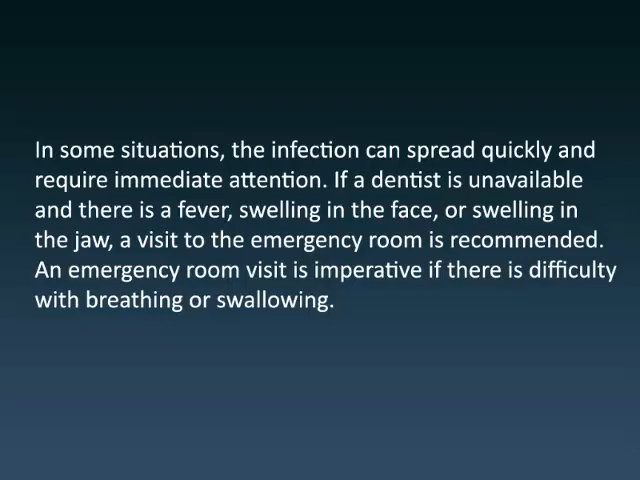 In some situations, the infection can spread quickly and
require immediate attention. If a dentist is unavailable
and there is a fever, swelling in the face, or swelling in
the jaw, a visit to the emergency room is recommended.
An emergency room visit is imperative if there is difficulty
with breathing or swallowing.